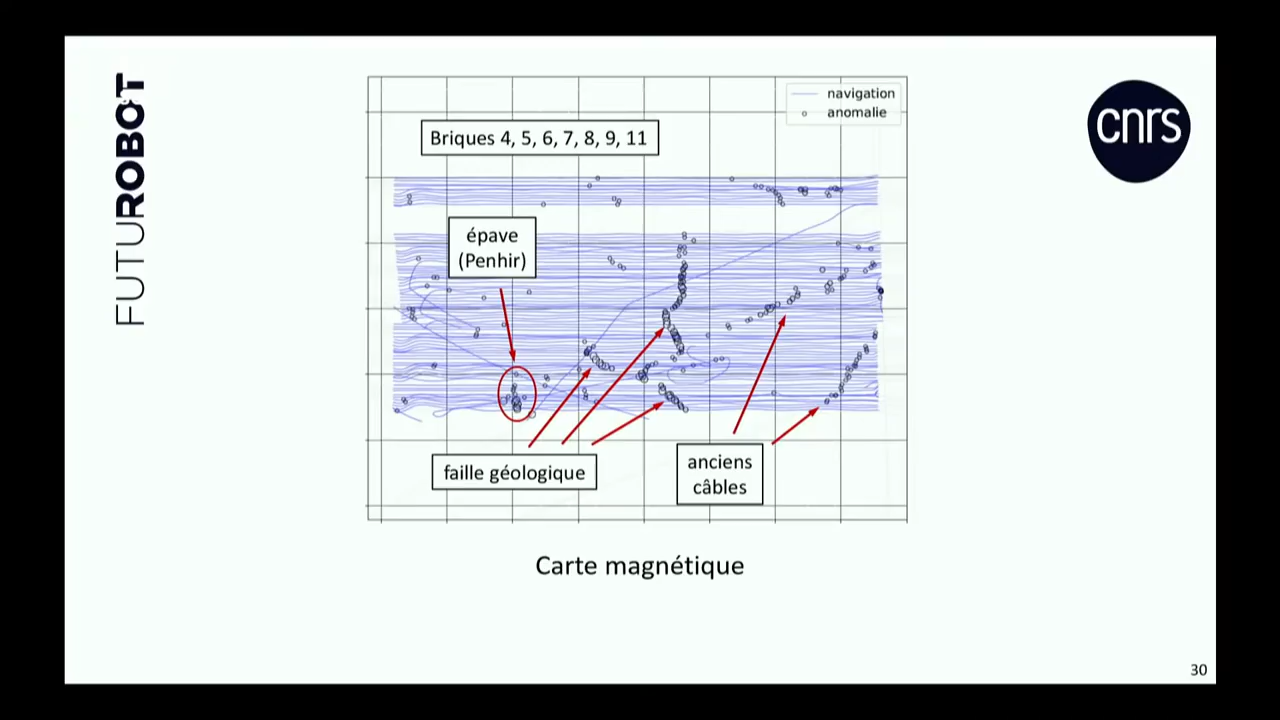 FUTUROBOT
cnrs
navigation
anomalie
Briques 4, 5, 6, 7, 8, 9, 11
épave
(Penhir)
faille géologique
anciens
câbles
Carte magnétique
30